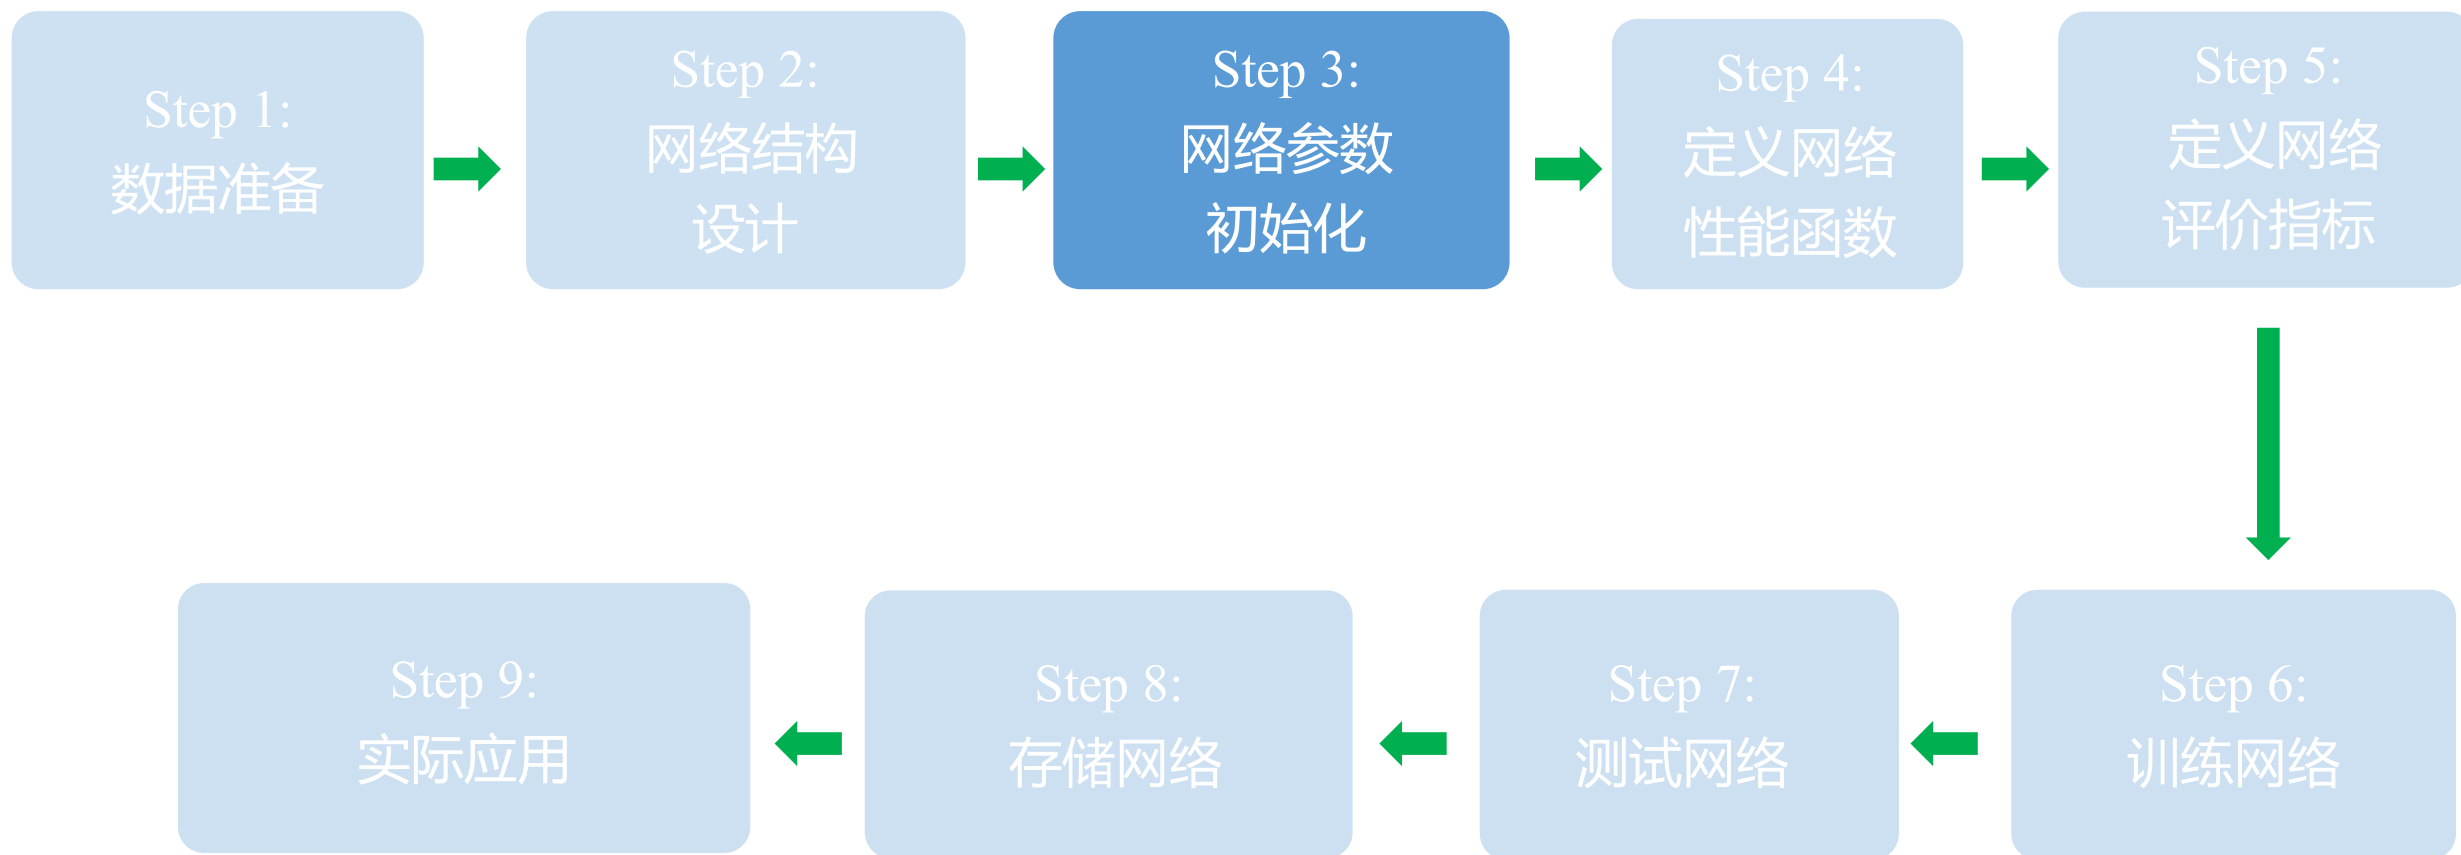 Step 1:
数据准备
Step 2:
网络结构
设计
Step 3:
网络参数
初始化
Step 4:
定义网络
性能函数
Step 5:
定义网络
评价指标
Step 6:
训练网络
Step 7:
测试网络
Step 8:
存储网络
Step 9:
实际应用